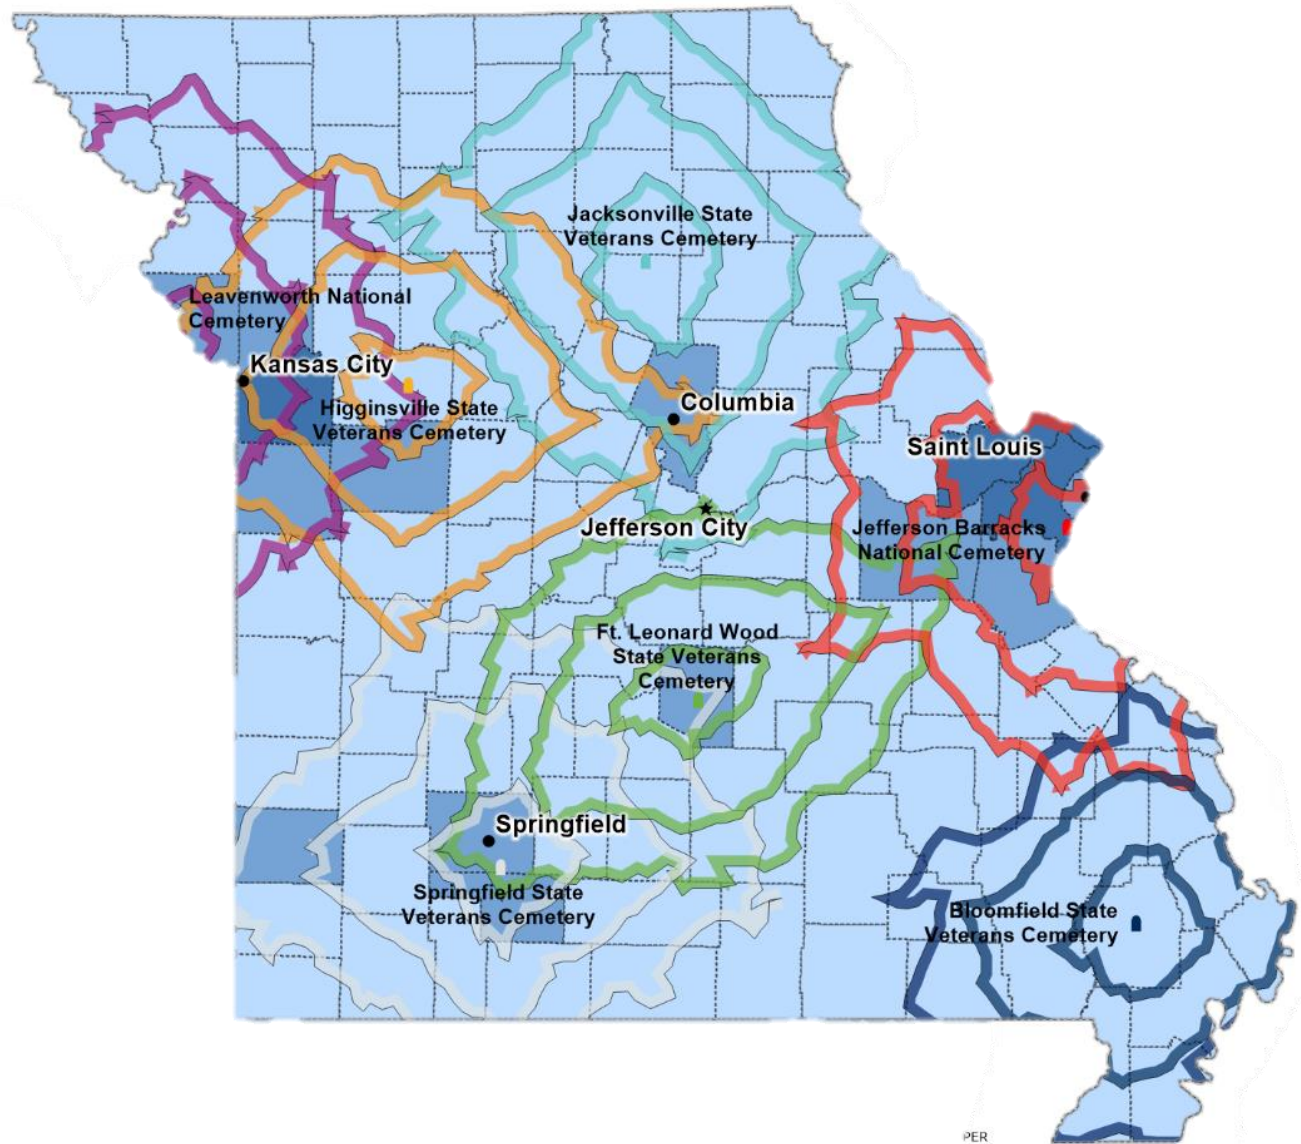 Jacksonville State
Veterans Cemetery
Leavenworth National
Cemetery
Kansas City
Higginsville State
Veterans Cemetery
Columbia
Saint Louis
Jefferson City
Jefferson Barracks
National Cemetery
Ft. Leonard Wood
State Veterans
Cemetery
Springfield
Springfield State
Veterans Cemetery
Bloomfield State
Veterans Cemetery
PER